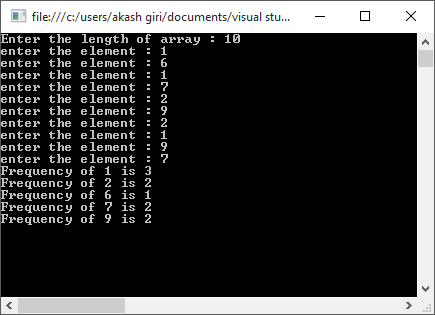 file:///c:/users/akash giri/documents/visual stu...
Enter the length of array : 10
enter the element : 1
enter the element : 6
enter the element : 1
enter the element : 7
enter the element : 2
enter the element : 9
enter the element : 2
enter the element : 1
enter the element : 9
enter the element : 7
Frequency of 1 is 3
Frequency of 2 is 2
Frequency of 6 is 1
Frequency of 7 is 2
Frequency of 9 is 2